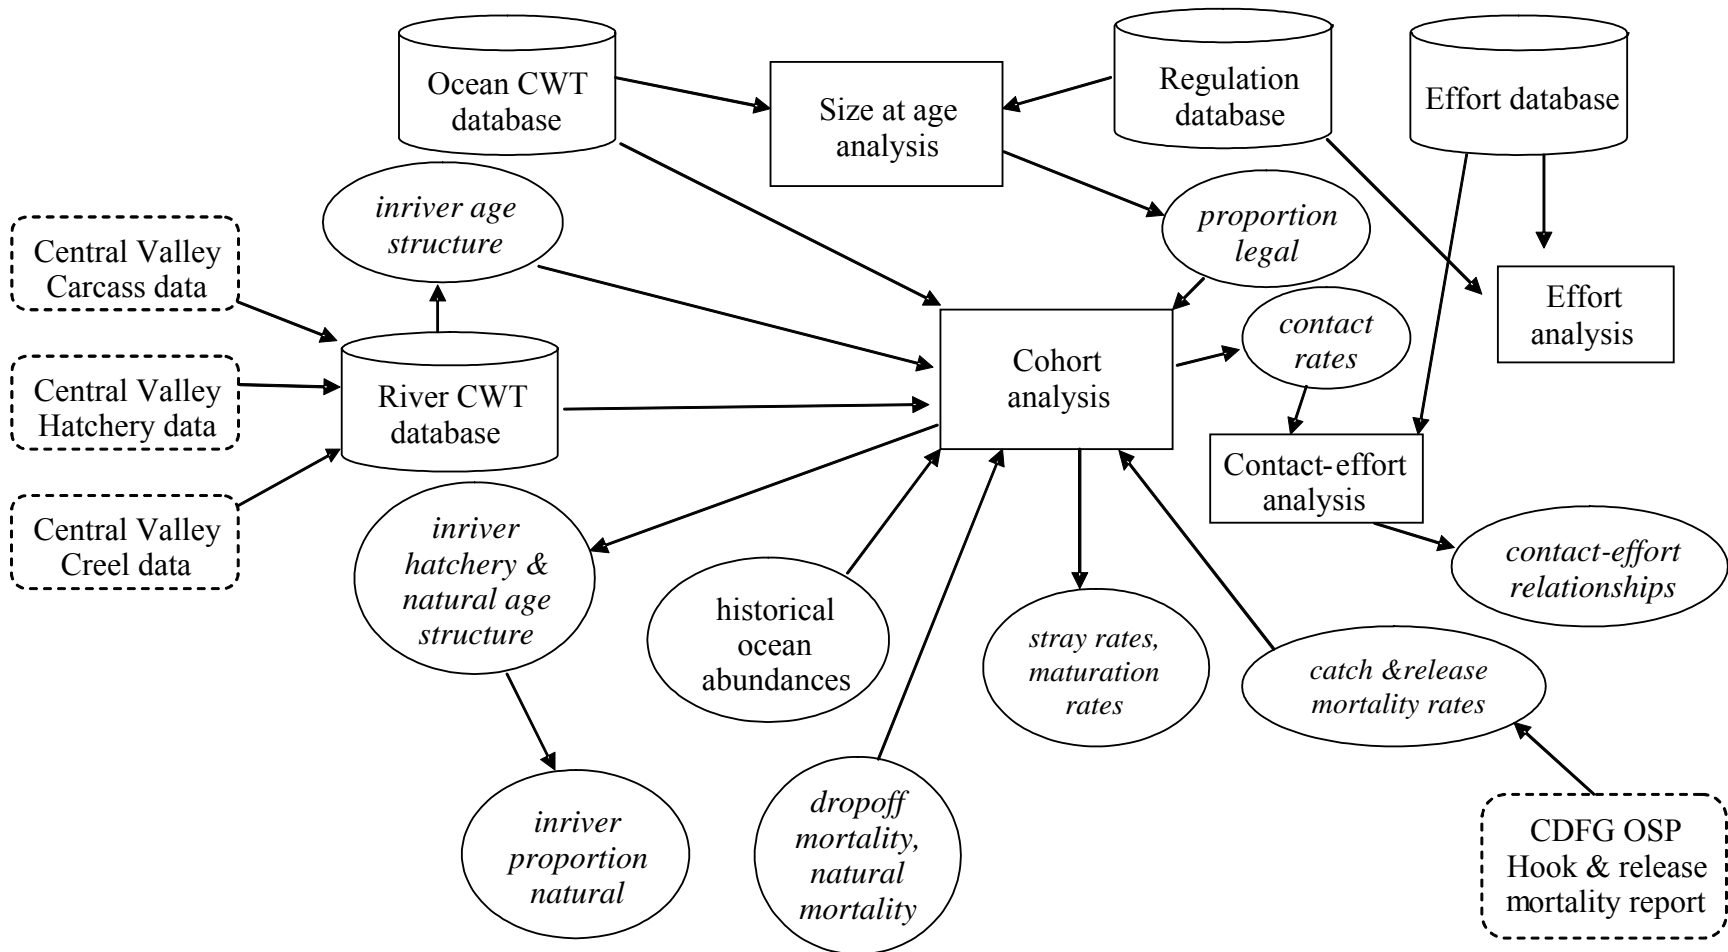 Ocean CWT
database
Size at age
analysis
Regulation
database
Effort database
inriver age
structure
proportion
legal
Central Valley
Carcass data
Effort
analysis
contact
rates
Cohort
analysis
Central Valley
Hatchery data
River CWT
database
Contact-effort
analysis
Central Valley
Creel data
inriver
hatchery &
natural age
structure
contact-effort
relationships
historical
ocean
abundances
stray rates,
maturation
rates
catch &release
mortality rates
inriver
proportion
natural
dropoff
mortality,
natural
mortality
CDFG OSP
Hook & release
mortality report